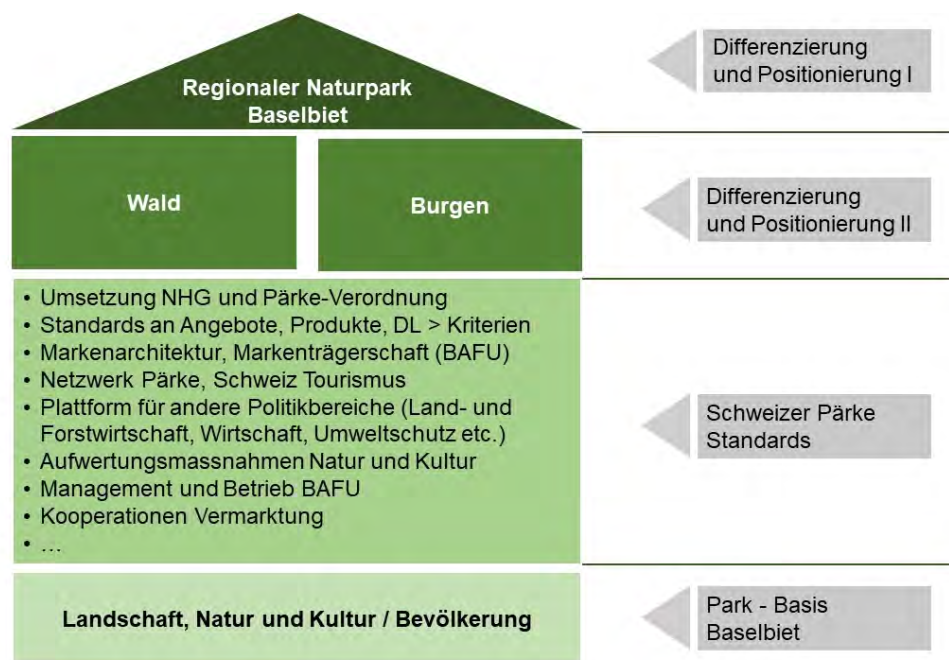 Regionaler Naturpark
Baselbiet
Differenzierung
und Positionierung I
Wald
Burgen
Differenzierung
und Positionierung II
• Umsetzung NHG und Pärke-Verordnung
• Standards an Angebote, Produkte, DL > Kriterien
• Markenarchitektur, Markenträgerschaft (BAFU)
• Netzwerk Pärke, Schweiz Tourismus
• Plattform für andere Politikbereiche (Land- und
Forstwirtschaft, Wirtschaft, Umweltschutz etc.)
• Aufwertungsmassnahmen Natur und Kultur
• Management und Betrieb BAFU
• Kooperationen Vermarktung
• ...
Schweizer Pärke
Standards
Landschaft, Natur und Kultur / Bevölkerung
Park - Basis
Baselbiet